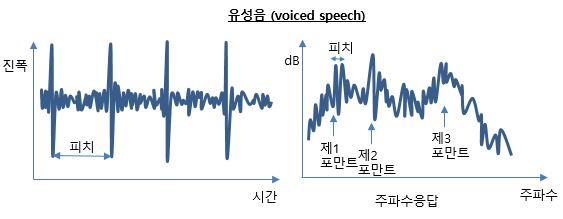 유성음 (voiced speech)
진폭
피치
시간
dB
피치
제1
포만트
제2
포만트
제3
포만트
주파수
주파수응답